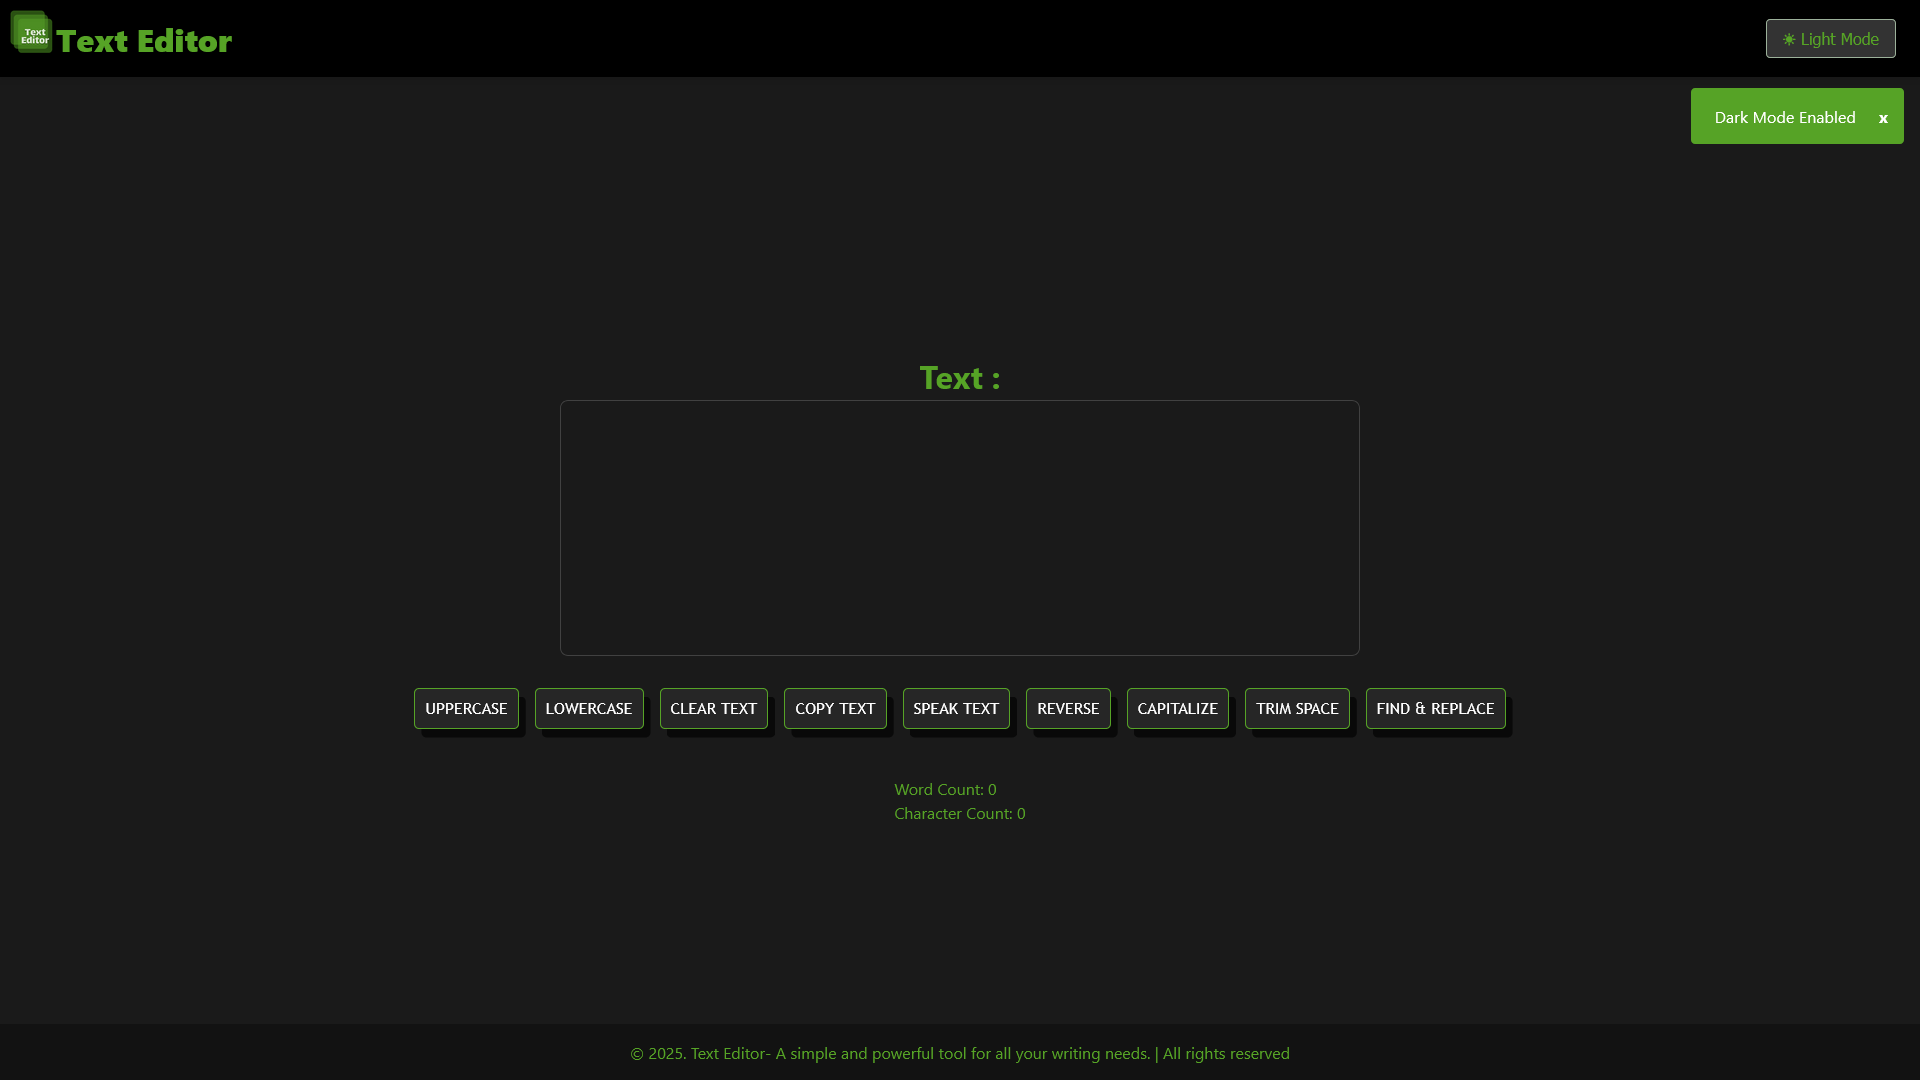 Text
Editor
Text Editor
☀ Light Mode
Dark Mode Enabled x
Text :
UPPERCASE
LOWERCASE
CLEAR TEXT
COPY TEXT
SPEAK TEXT
REVERSE
CAPITALIZE
TRIM SPACE
FIND & REPLACE
Word Count: 0
Character Count: 0
© 2025. Text Editor- A simple and powerful tool for all your writing needs. | All rights reserved